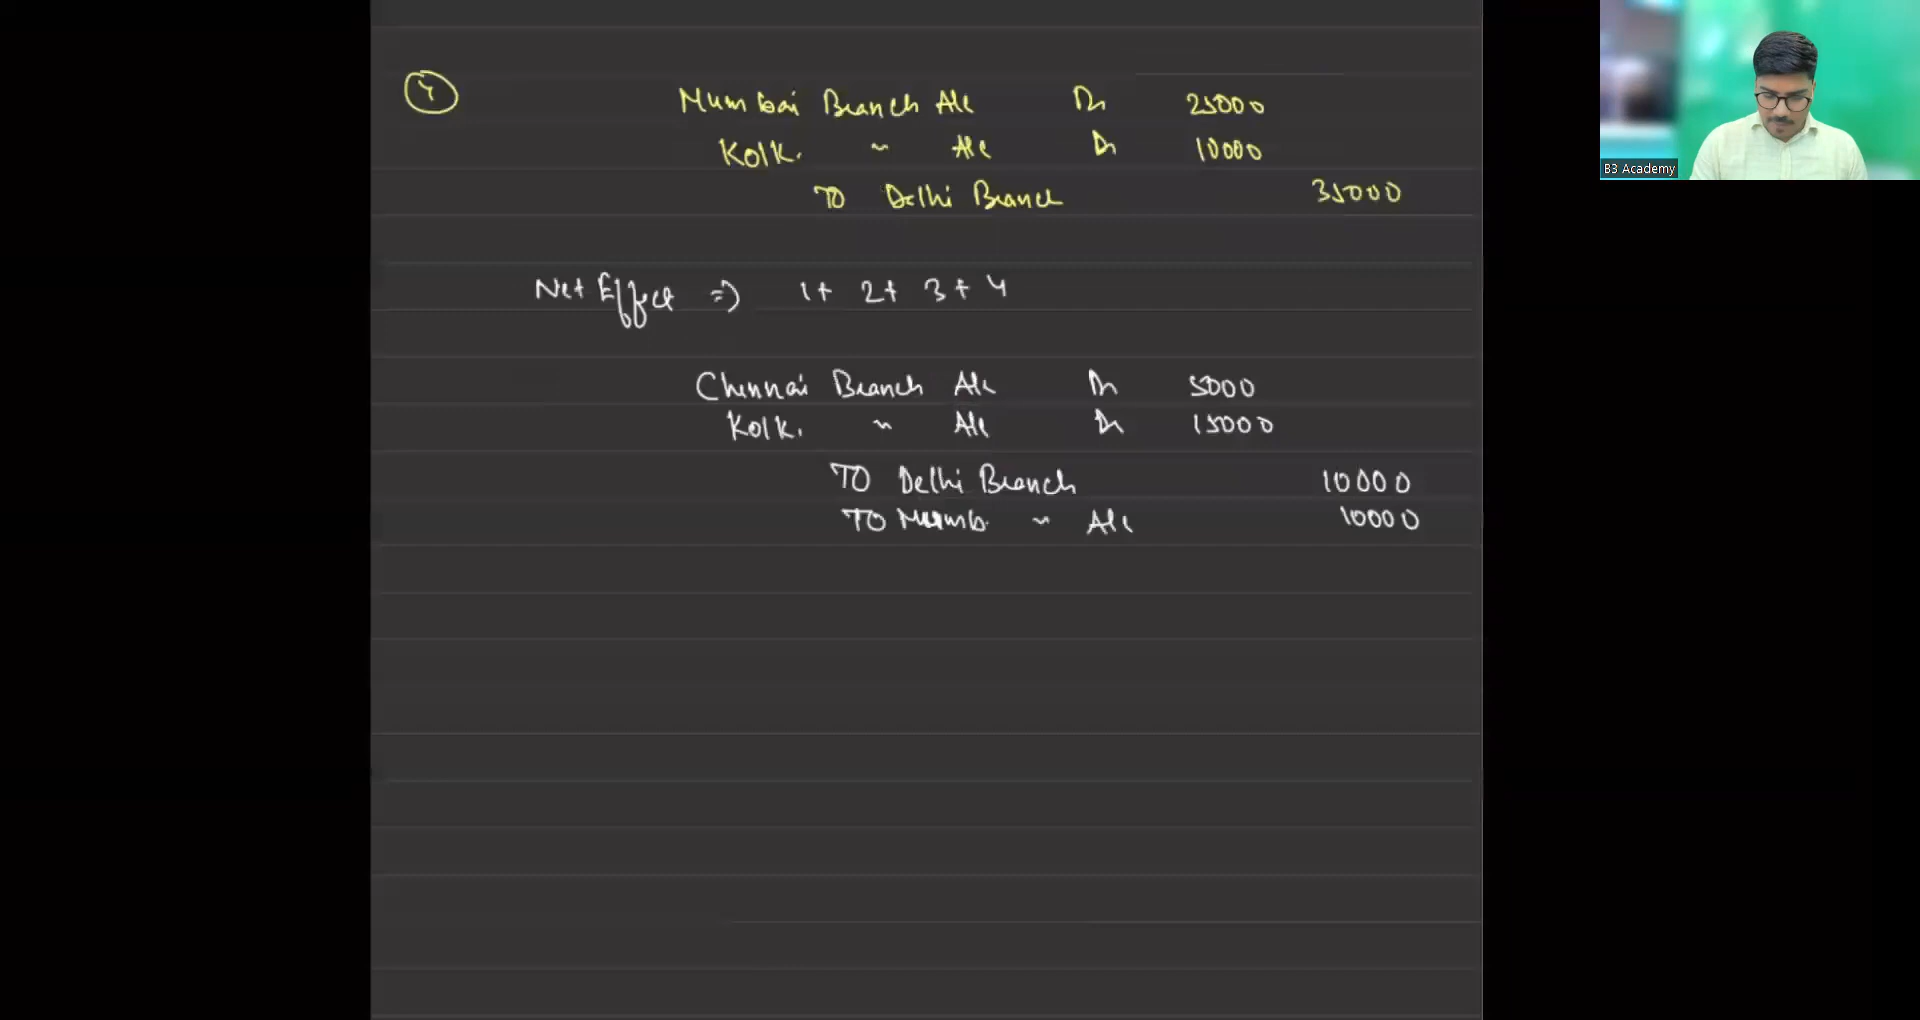 4
Mumbai Branch A/c Dr 25000
Kolk. " A/c Dr 10000
TO Delhi Branch 35000
Net Effect => 1+ 2+ 3+ 4
Chennai Branch A/c Dr 5000
Kolk. " A/c Dr 15000
TO Delhi Branch 10000
TO Mumb. " A/c 10000
B3 Academy